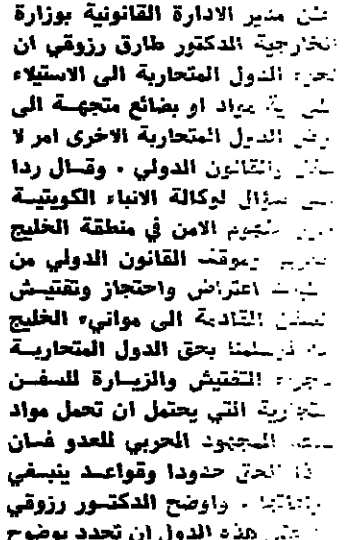 مدير الادارة القانونية بوزارة
الخارجية الدكتور طارق رزوقي ان
الدول المتحاربة الى الاستيلاء
او بضائع متجهة الى
الدول المتحاربة الاخرى امر لا
والقانون الدولي . وقال ردا
سؤال لوكالة الانباء الكويتية
الامن في منطقة الخليج
وموقف القانون الدولي من
اعتراض واحتجاز وتفتيش
القادمة الى موانيء الخليج
بحق الدول المتحاربة
التفتيش والزيارة للسفن
التي يحتمل ان تحمل مواد
المجهود الحربي للعدو فان
الحق حدودا وقواعد ينبغي
. واوضح الدكتور رزوقي
هذه الدول ان تحدد بوضوح